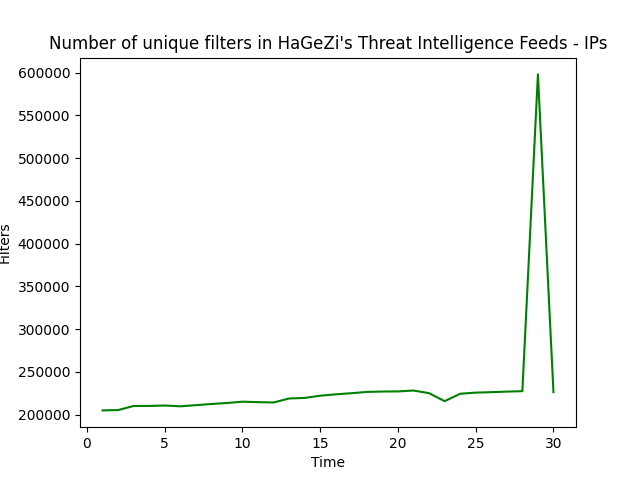 Number of unique filters in HaGeZi's Threat Intelligence Feeds - IPs
600000
550000
500000
450000
400000
350000
300000
250000
200000
Filters
0 5 10 15 20 25 30
Time